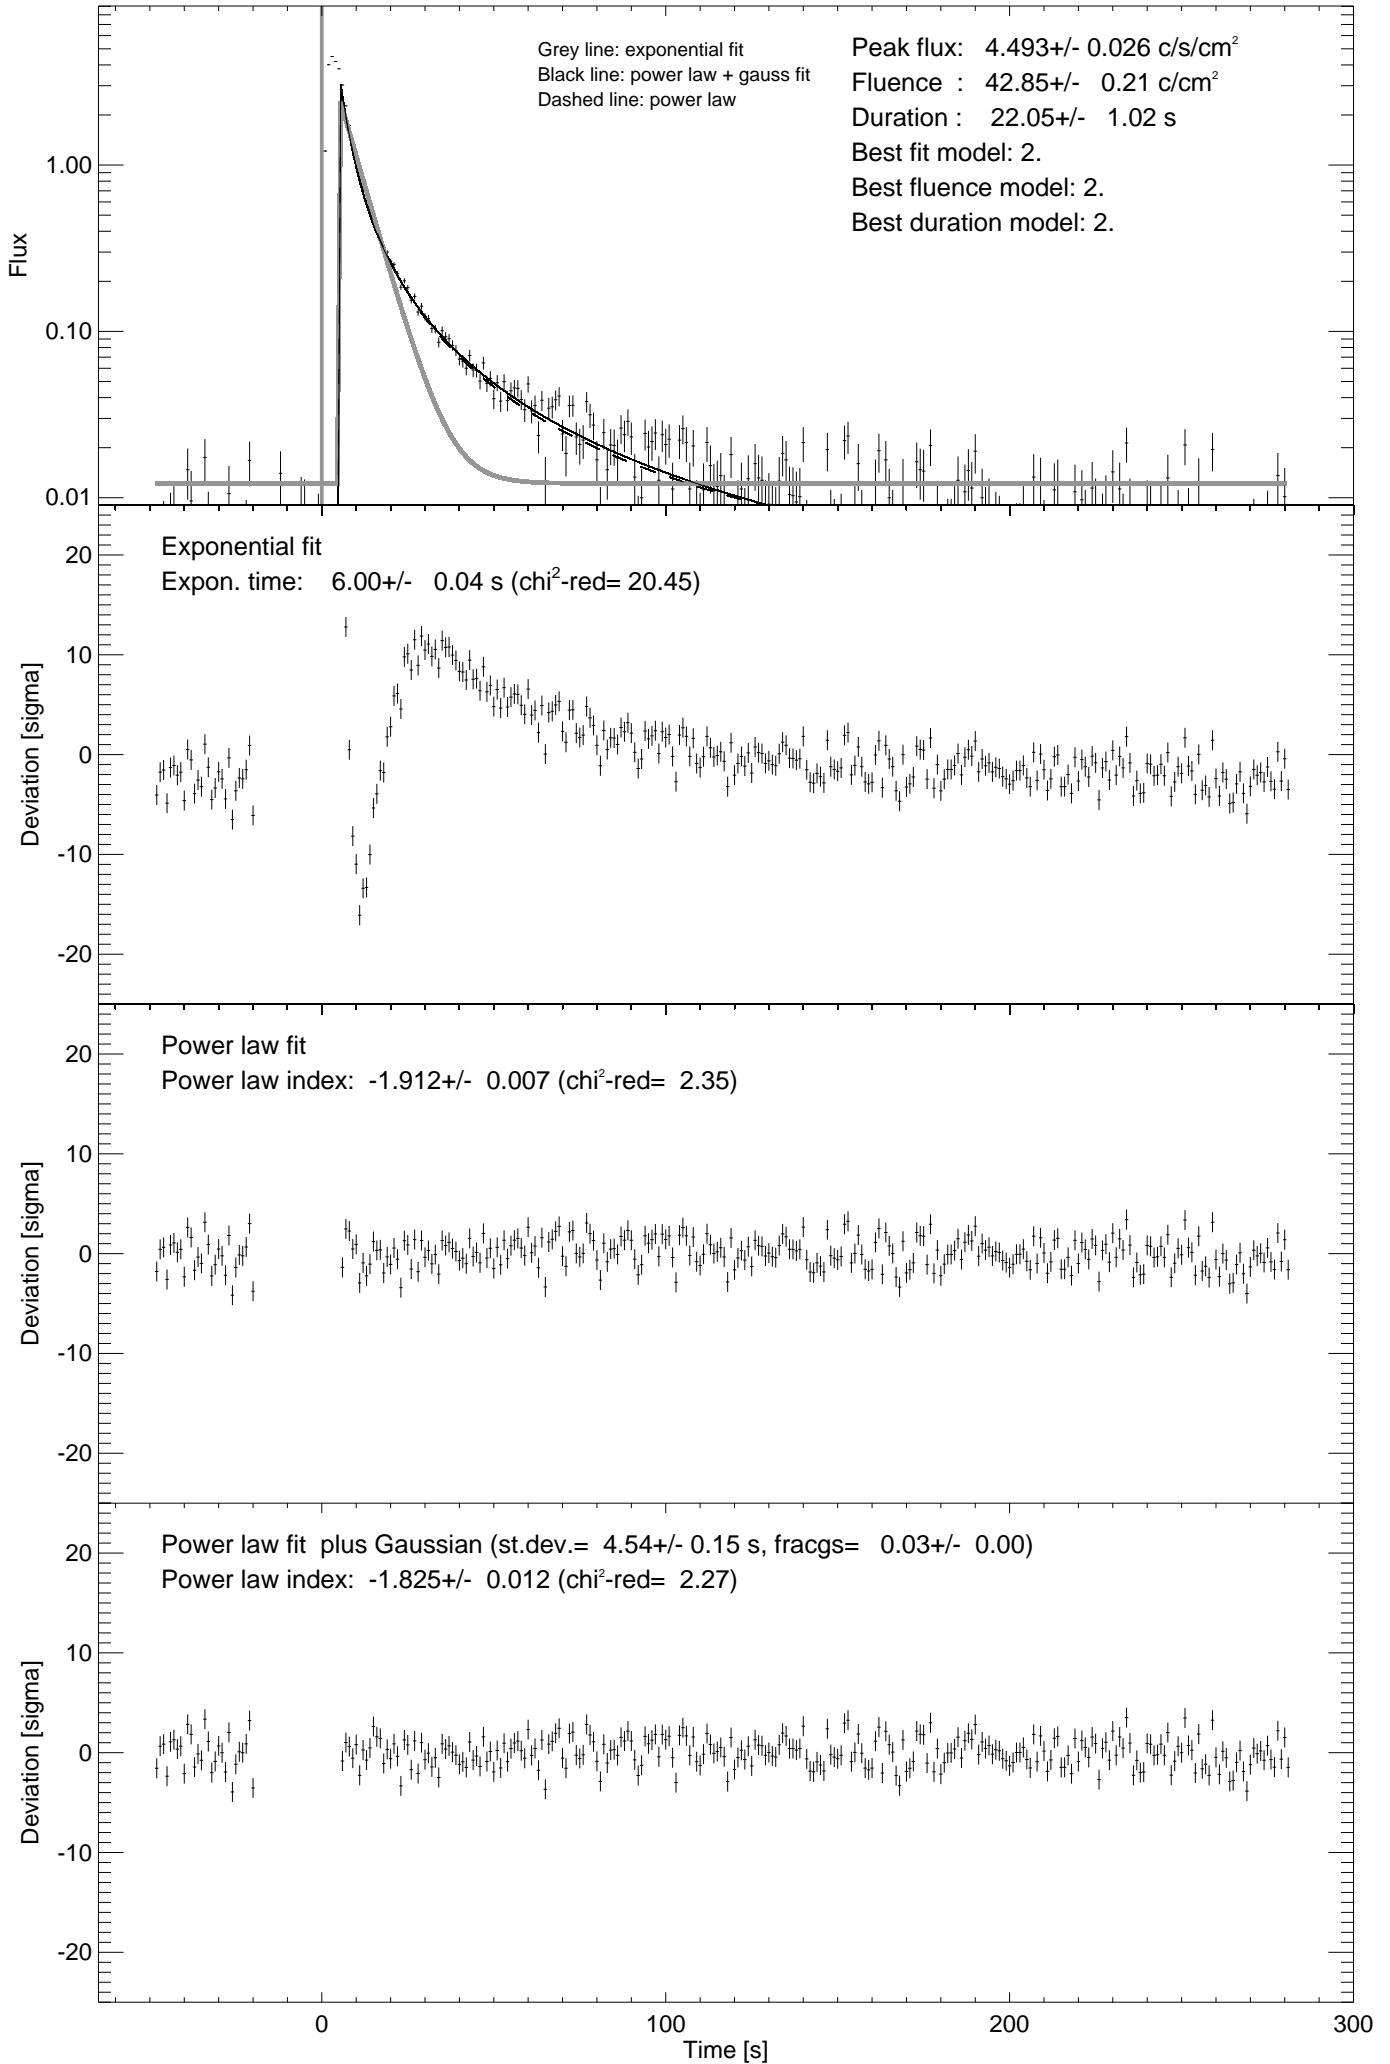 Grey line: exponential fit
Black line: power law + gauss fit
Dashed line: power law
Peak flux: 4.493+/- 0.026 c/s/cm²
Fluence : 42.85+/- 0.21 c/cm²
Duration : 22.05+/- 1.02 s
Best fit model: 2.
Best fluence model: 2.
Best duration model: 2.
1.00
0.10
0.01
Flux
Exponential fit
Expon. time: 6.00+/- 0.04 s (chi²-red= 20.45)
20
10
0
-10
-20
Deviation [sigma]
Power law fit
Power law index: -1.912+/- 0.007 (chi²-red= 2.35)
20
10
0
-10
-20
Deviation [sigma]
Power law fit plus Gaussian (st.dev.= 4.54+/- 0.15 s, fracgs= 0.03+/- 0.00)
Power law index: -1.825+/- 0.012 (chi²-red= 2.27)
20
10
0
-10
-20
Deviation [sigma]
0 100 200 300
Time [s]